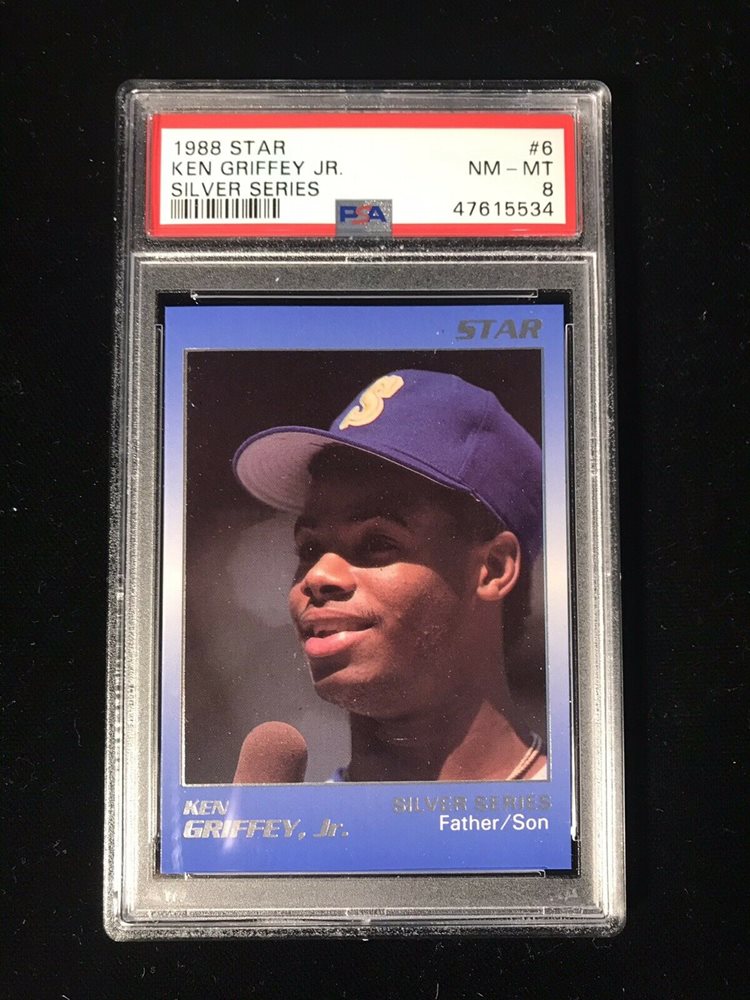 1988 STAR #6
KEN GRIFFEY JR. NM - MT
SILVER SERIES 8
PSA 47615534
STAR
S
KEN SILVER SERIES
GRIFFEY, Jr. Father/Son